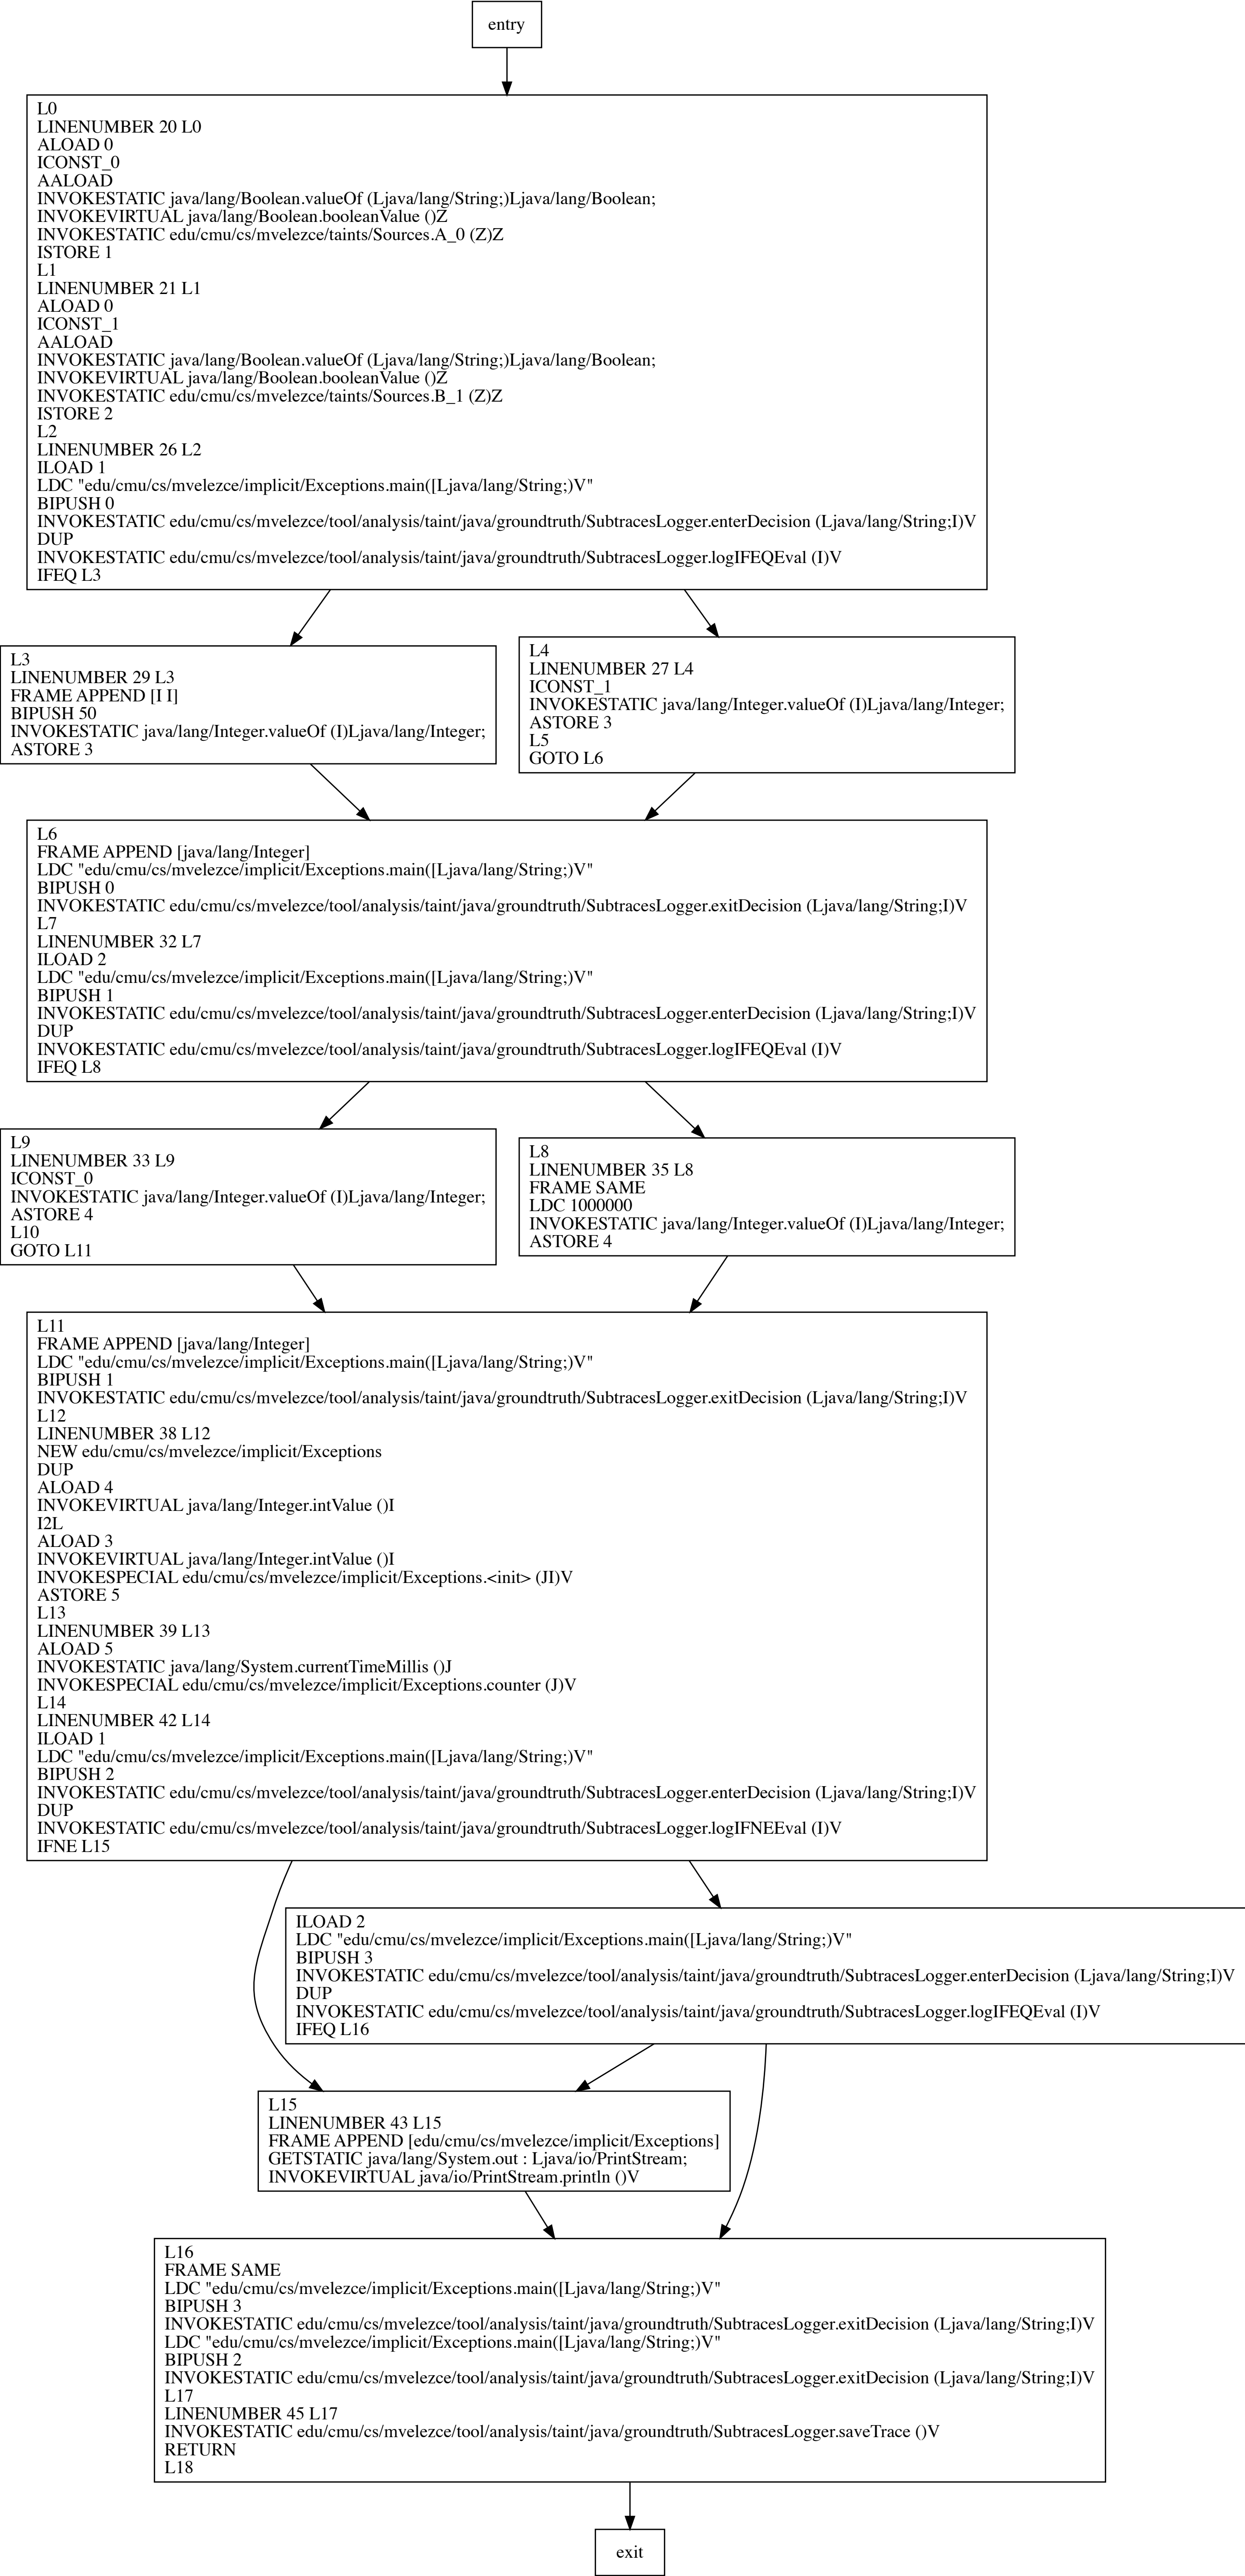 entry
L0
LINENUMBER 20 L0
ALOAD 0
ICONST_0
AALOAD
INVOKESTATIC java/lang/Boolean.valueOf (Ljava/lang/String;)Ljava/lang/Boolean;
INVOKEVIRTUAL java/lang/Boolean.booleanValue ()Z
INVOKESTATIC edu/cmu/cs/mvelezce/taints/Sources.A_0 (Z)Z
ISTORE 1
L1
LINENUMBER 21 L1
ALOAD 0
ICONST_1
AALOAD
INVOKESTATIC java/lang/Boolean.valueOf (Ljava/lang/String;)Ljava/lang/Boolean;
INVOKEVIRTUAL java/lang/Boolean.booleanValue ()Z
INVOKESTATIC edu/cmu/cs/mvelezce/taints/Sources.B_1 (Z)Z
ISTORE 2
L2
LINENUMBER 26 L2
ILOAD 1
LDC "edu/cmu/cs/mvelezce/implicit/Exceptions.main([Ljava/lang/String;)V"
BIPUSH 0
INVOKESTATIC edu/cmu/cs/mvelezce/tool/analysis/taint/java/groundtruth/SubtracesLogger.enterDecision (Ljava/lang/String;I)V
DUP
INVOKESTATIC edu/cmu/cs/mvelezce/tool/analysis/taint/java/groundtruth/SubtracesLogger.logIFEQEval (I)V
IFEQ L3
L3
LINENUMBER 29 L3
FRAME APPEND [I I]
BIPUSH 50
INVOKESTATIC java/lang/Integer.valueOf (I)Ljava/lang/Integer;
ASTORE 3
L4
LINENUMBER 27 L4
ICONST_1
INVOKESTATIC java/lang/Integer.valueOf (I)Ljava/lang/Integer;
ASTORE 3
L5
GOTO L6
L6
FRAME APPEND [java/lang/Integer]
LDC "edu/cmu/cs/mvelezce/implicit/Exceptions.main([Ljava/lang/String;)V"
BIPUSH 0
INVOKESTATIC edu/cmu/cs/mvelezce/tool/analysis/taint/java/groundtruth/SubtracesLogger.exitDecision (Ljava/lang/String;I)V
L7
LINENUMBER 32 L7
ILOAD 2
LDC "edu/cmu/cs/mvelezce/implicit/Exceptions.main([Ljava/lang/String;)V"
BIPUSH 1
INVOKESTATIC edu/cmu/cs/mvelezce/tool/analysis/taint/java/groundtruth/SubtracesLogger.enterDecision (Ljava/lang/String;I)V
DUP
INVOKESTATIC edu/cmu/cs/mvelezce/tool/analysis/taint/java/groundtruth/SubtracesLogger.logIFEQEval (I)V
IFEQ L8
L9
LINENUMBER 33 L9
ICONST_0
INVOKESTATIC java/lang/Integer.valueOf (I)Ljava/lang/Integer;
ASTORE 4
L10
GOTO L11
L8
LINENUMBER 35 L8
FRAME SAME
LDC 1000000
INVOKESTATIC java/lang/Integer.valueOf (I)Ljava/lang/Integer;
ASTORE 4
L11
FRAME APPEND [java/lang/Integer]
LDC "edu/cmu/cs/mvelezce/implicit/Exceptions.main([Ljava/lang/String;)V"
BIPUSH 1
INVOKESTATIC edu/cmu/cs/mvelezce/tool/analysis/taint/java/groundtruth/SubtracesLogger.exitDecision (Ljava/lang/String;I)V
L12
LINENUMBER 38 L12
NEW edu/cmu/cs/mvelezce/implicit/Exceptions
DUP
ALOAD 4
INVOKEVIRTUAL java/lang/Integer.intValue ()I
I2L
ALOAD 3
INVOKEVIRTUAL java/lang/Integer.intValue ()I
INVOKESPECIAL edu/cmu/cs/mvelezce/implicit/Exceptions.<init> (JI)V
ASTORE 5
L13
LINENUMBER 39 L13
ALOAD 5
INVOKESTATIC java/lang/System.currentTimeMillis ()J
INVOKESPECIAL edu/cmu/cs/mvelezce/implicit/Exceptions.counter (J)V
L14
LINENUMBER 42 L14
ILOAD 1
LDC "edu/cmu/cs/mvelezce/implicit/Exceptions.main([Ljava/lang/String;)V"
BIPUSH 2
INVOKESTATIC edu/cmu/cs/mvelezce/tool/analysis/taint/java/groundtruth/SubtracesLogger.enterDecision (Ljava/lang/String;I)V
DUP
INVOKESTATIC edu/cmu/cs/mvelezce/tool/analysis/taint/java/groundtruth/SubtracesLogger.logIFNEEval (I)V
IFNE L15
ILOAD 2
LDC "edu/cmu/cs/mvelezce/implicit/Exceptions.main([Ljava/lang/String;)V"
BIPUSH 3
INVOKESTATIC edu/cmu/cs/mvelezce/tool/analysis/taint/java/groundtruth/SubtracesLogger.enterDecision (Ljava/lang/String;I)V
DUP
INVOKESTATIC edu/cmu/cs/mvelezce/tool/analysis/taint/java/groundtruth/SubtracesLogger.logIFEQEval (I)V
IFEQ L16
L15
LINENUMBER 43 L15
FRAME APPEND [edu/cmu/cs/mvelezce/implicit/Exceptions]
GETSTATIC java/lang/System.out : Ljava/io/PrintStream;
INVOKEVIRTUAL java/io/PrintStream.println ()V
L16
FRAME SAME
LDC "edu/cmu/cs/mvelezce/implicit/Exceptions.main([Ljava/lang/String;)V"
BIPUSH 3
INVOKESTATIC edu/cmu/cs/mvelezce/tool/analysis/taint/java/groundtruth/SubtracesLogger.exitDecision (Ljava/lang/String;I)V
LDC "edu/cmu/cs/mvelezce/implicit/Exceptions.main([Ljava/lang/String;)V"
BIPUSH 2
INVOKESTATIC edu/cmu/cs/mvelezce/tool/analysis/taint/java/groundtruth/SubtracesLogger.exitDecision (Ljava/lang/String;I)V
L17
LINENUMBER 45 L17
INVOKESTATIC edu/cmu/cs/mvelezce/tool/analysis/taint/java/groundtruth/SubtracesLogger.saveTrace ()V
RETURN
L18
exit